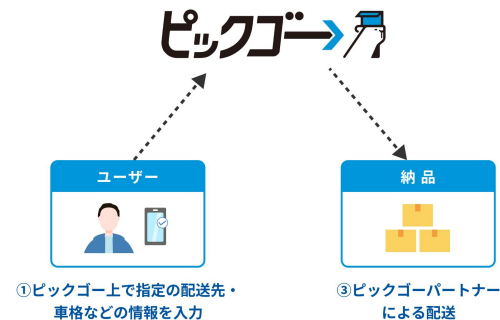 ピックゴー
ユーザー
納品
①ピックゴー上で指定の配送先・
車格などの情報を入力
③ピックゴーパートナー
による配送